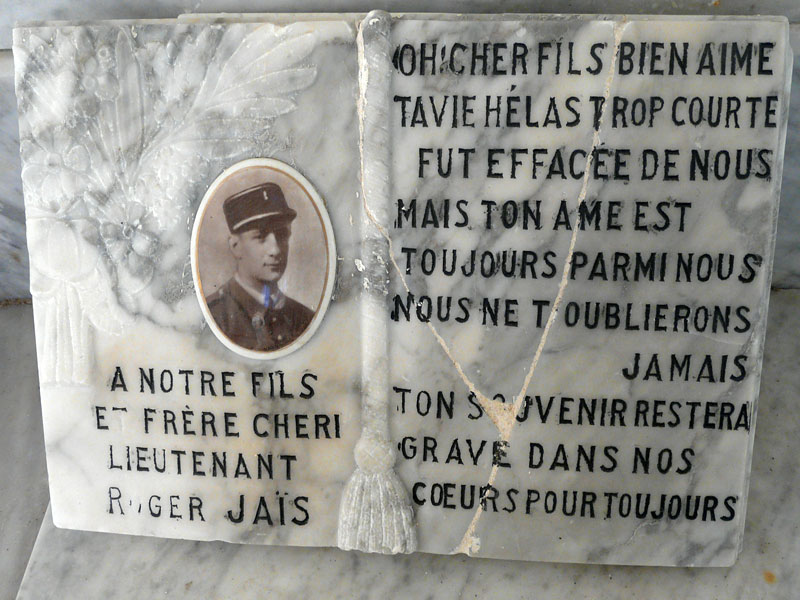 A NOTRE FILS
ET FRÈRE CHERI
LIEUTENANT
ROGER JAÏS
OH! CHER FILS BIEN AIME
TA VIE HÉLAS TROP COURTE
FUT EFFACÉE DE NOUS
MAIS TON AME EST
TOUJOURS PARMI NOUS
NOUS NE T'OUBLIERONS
JAMAIS
TON SOUVENIR RESTERA
GRAVE DANS NOS
COEURS POUR TOUJOURS